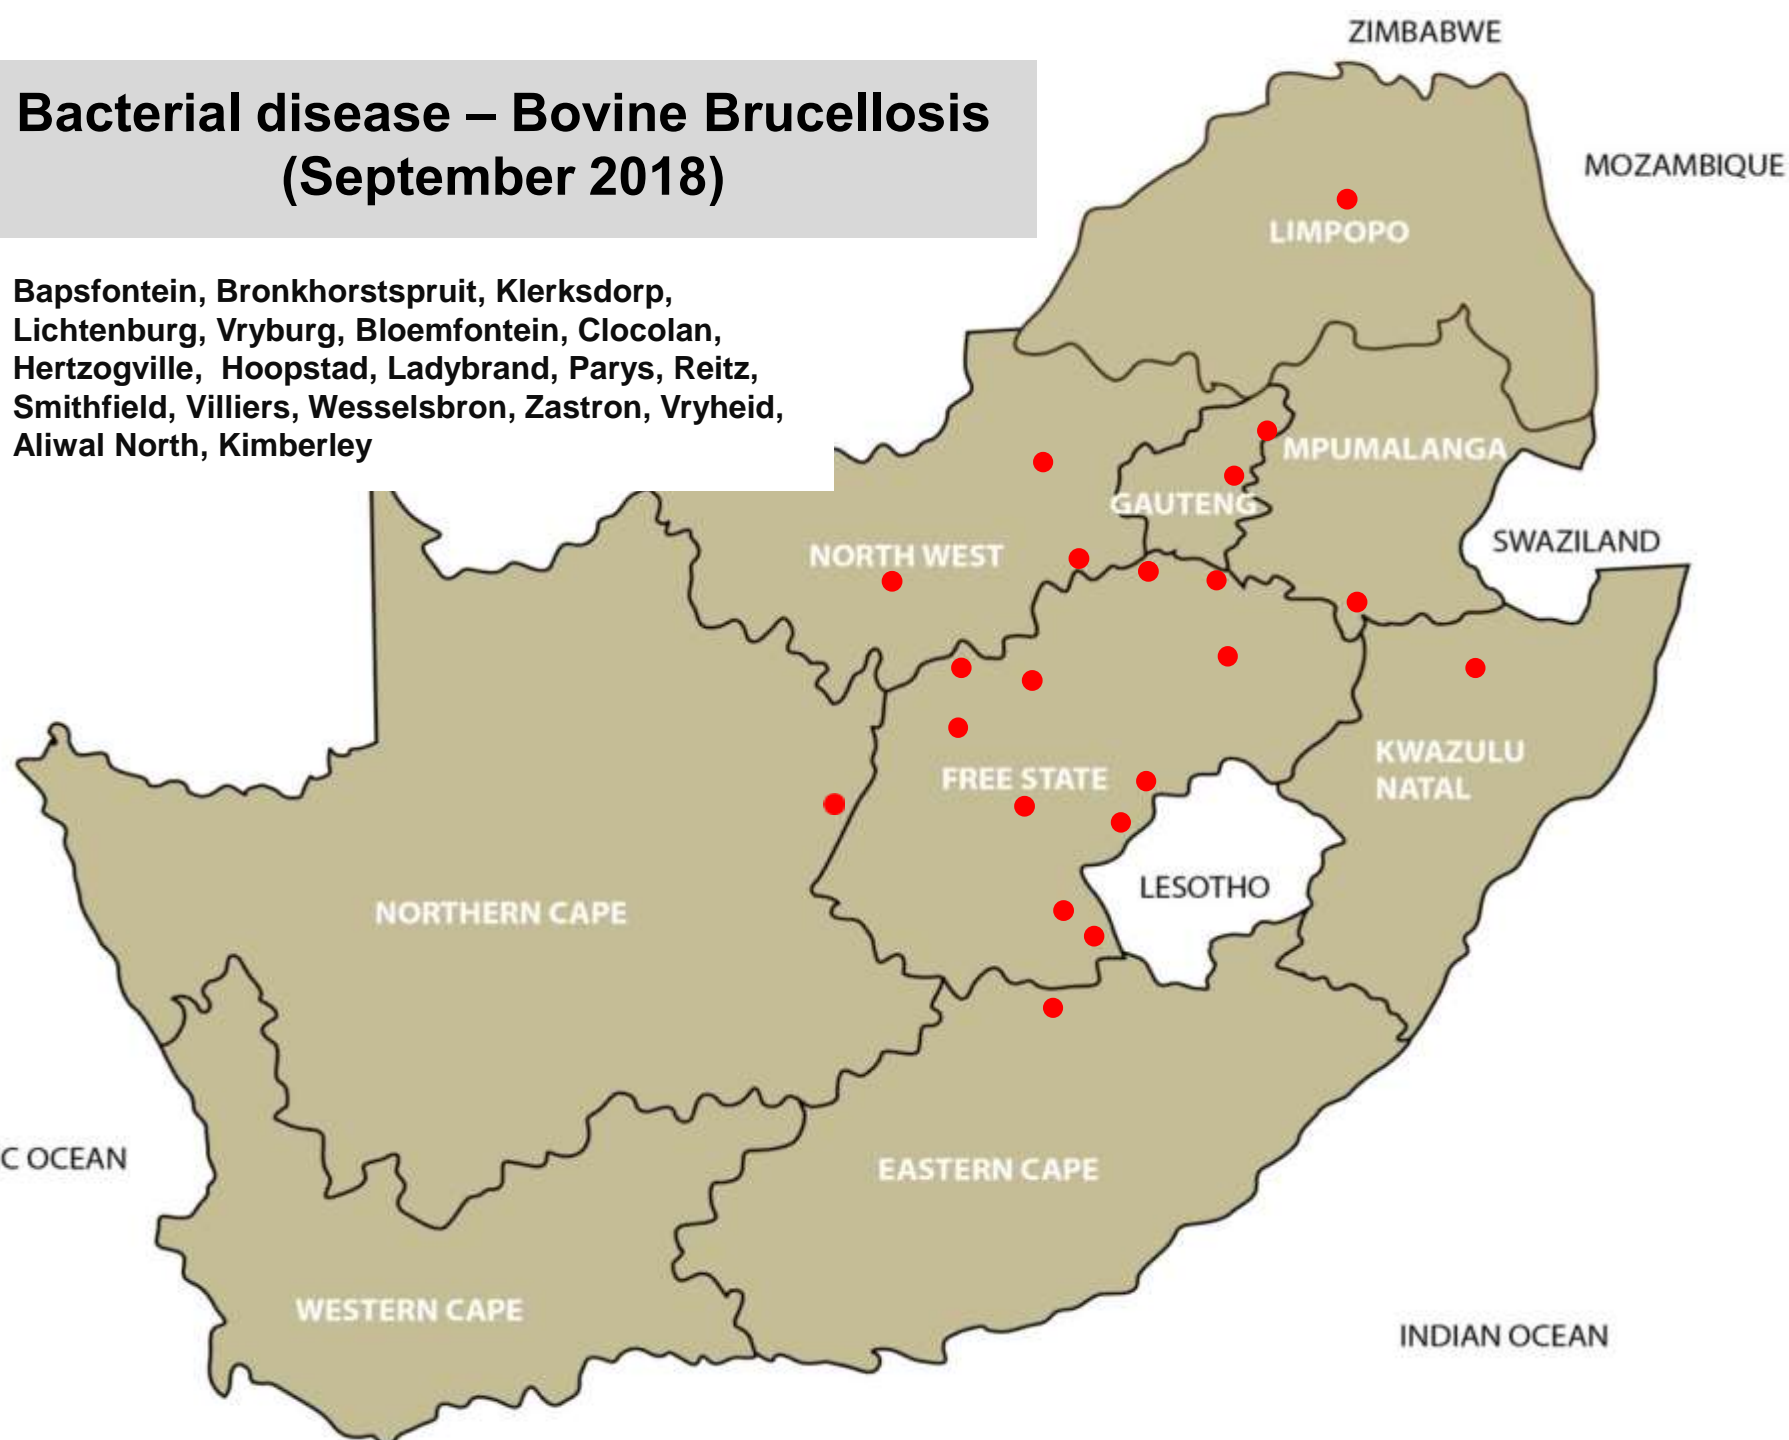 ZIMBABWE
Bacterial disease – Bovine Brucellosis
(September 2018)
MOZAMBIQUE
LIMPOPO
Bapsfontein, Bronkhorstspruit, Klerksdorp,
Lichtenburg, Vryburg, Bloemfontein, Clocolan,
Hertzogville, Hoopstad, Ladybrand, Parys, Reitz,
Smithfield, Villiers, Wesselsbron, Zastron, Vryheid,
Aliwal North, Kimberley
MPUMALANGA
GAUTENG
SWAZILAND
NORTH WEST
KWAZULU
NATAL
FREE STATE
LESOTHO
NORTHERN CAPE
C OCEAN
EASTERN CAPE
WESTERN CAPE
INDIAN OCEAN